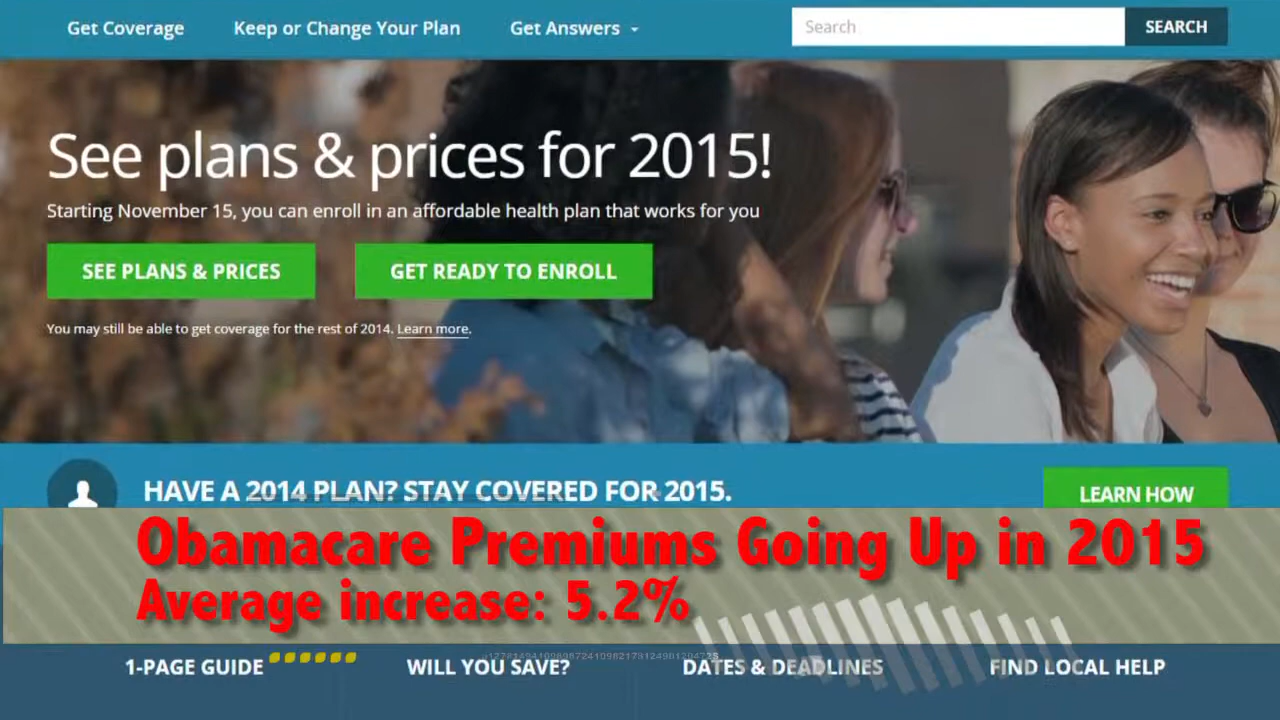 Get Coverage Keep or Change Your Plan Get Answers Search SEARCH
See plans & prices for 2015!
Starting November 15, you can enroll in an affordable health plan that works for you
SEE PLANS & PRICES GET READY TO ENROLL
You may still be able to get coverage for the rest of 2014. Learn more.
HAVE A 2014 PLAN? STAY COVERED FOR 2015. LEARN HOW
Obamacare Premiums Going Up in 2015
Average increase: 5.2%
1-PAGE GUIDE WILL YOU SAVE? DATES & DEADLINES FIND LOCAL HELP